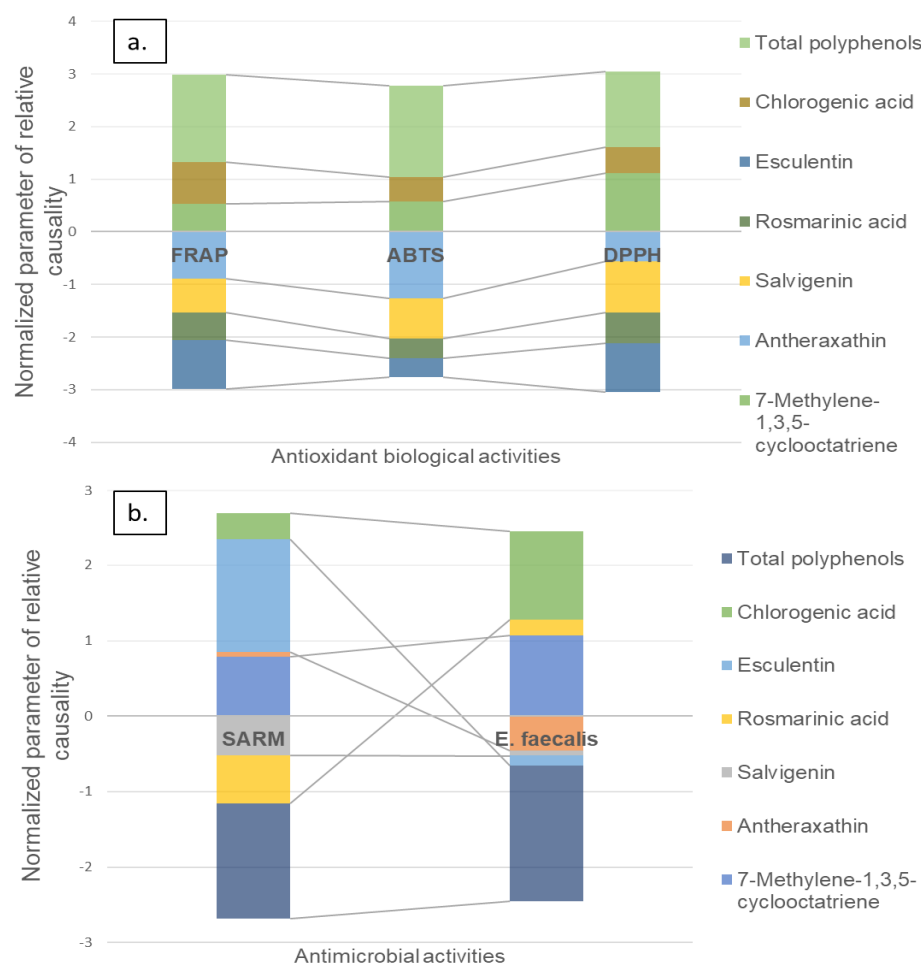 a.
Normalized parameter of relative
causality
4
3
2
1
0
-1
-2
-3
-4
FRAP
ABTS
DPPH
Antioxidant biological activities
Total polyphenols
Chlorogenic acid
Esculentin
Rosmarinic acid
Salvigenin
Antheraxathin
7-Methylene-
1,3,5-
cyclooctatriene
b.
Normalized parameter of relative
causality
3
2
1
0
-1
-2
-3
SARM
E. faecalis
Antimicrobial activities
Total polyphenols
Chlorogenic acid
Esculentin
Rosmarinic acid
Salvigenin
Antheraxathin
7-Methylene-1,3,5-
cyclooctatriene